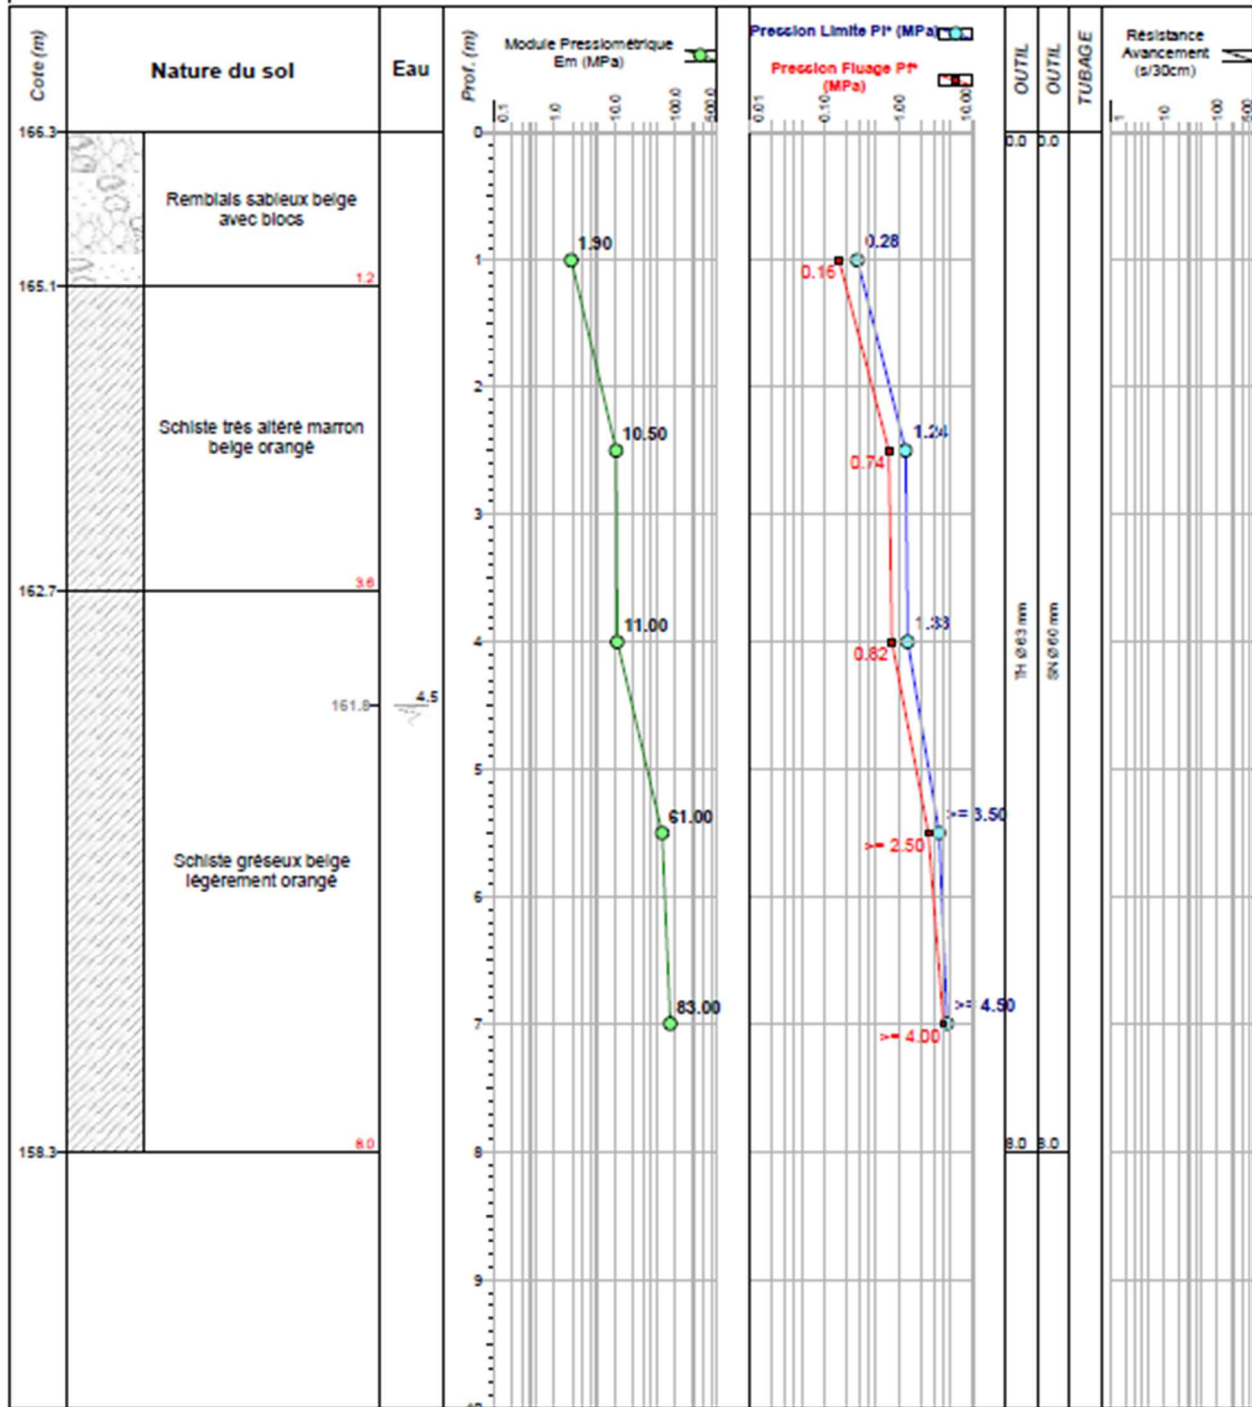 Cote (m)
Nature du sol
Eau
Prof. (m)
Module Pressiométrique
Em (MPa)
0.1
1.0
10.0
100.0
500.0
Pression Limite Pl* (MPa)
Pression Fluage Pf*
(MPa)
0.01
0.10
1.00
10.00
OUTIL
OUTIL
TUBAGE
Résistance
Avancement
(s/30cm)
1
10
100
500
166.3
0
0.0
0.0
Remblais sableux beige
avec blocs
1.90
0.28
1
0.16
1.2
165.1
2
Schiste très altéré marron
beige orangé
10.50
1.24
0.74
3
3.6
162.7
11.00
1.33
4
0.82
TH Ø 63 mm
SN Ø 60 mm
4.5
161.8
5
61.00
>= 3.50
>= 2.50
Schiste gréseux beige
légèrement orangé
6
83.00
>= 4.50
7
>= 4.00
8.0
8.0
8.0
158.3
8
9
10